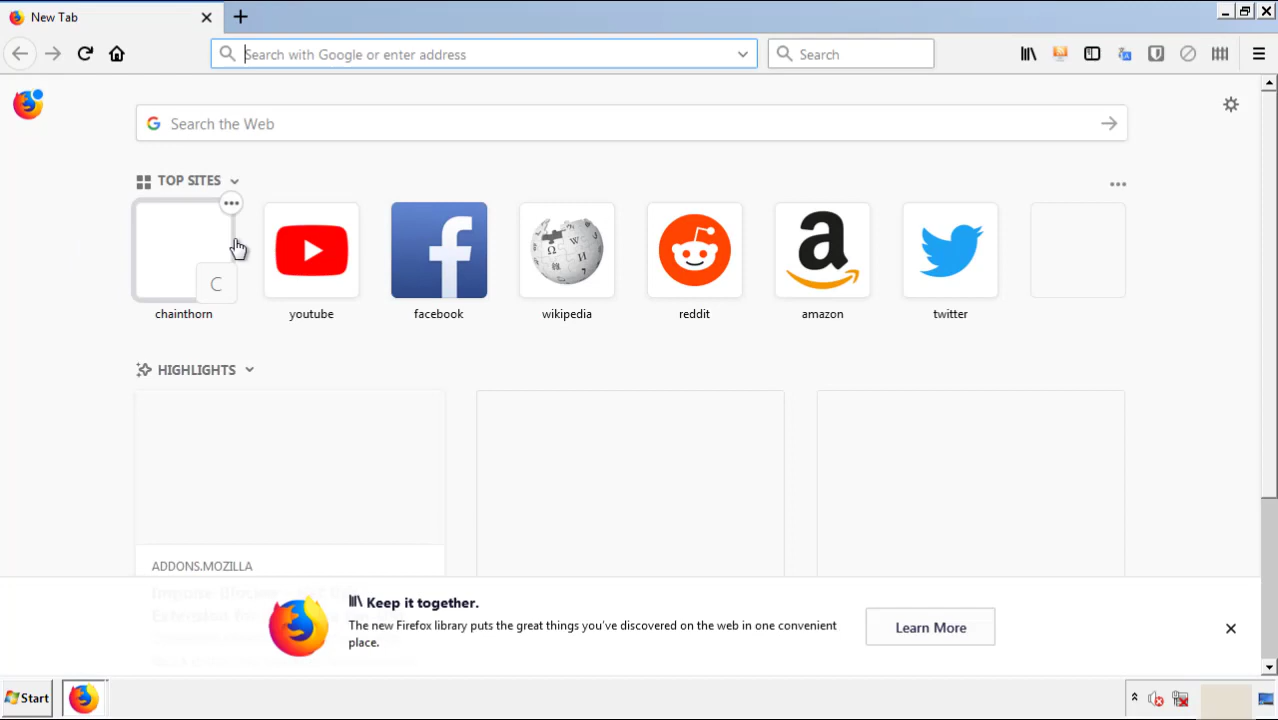 New Tab
Search with Google or enter address
Search
Search the Web
TOP SITES
C
chainthorn
youtube
facebook
wikipedia
reddit
amazon
twitter
HIGHLIGHTS
ADDONS.MOZILLA
Keep it together.
The new Firefox library puts the great things you've discovered on the web in one convenient
place.
Learn More
Start